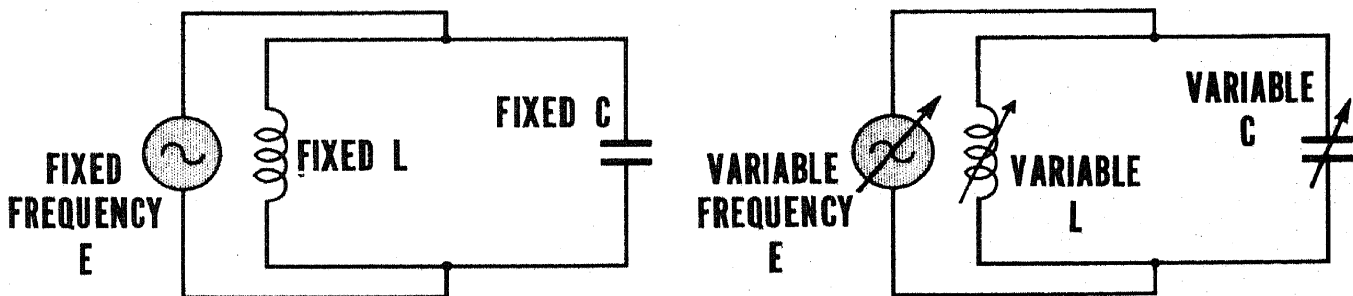 FIXED
FREQUENCY
E
FIXED L
FIXED C
VARIABLE
FREQUENCY
E
VARIABLE
L
VARIABLE
C